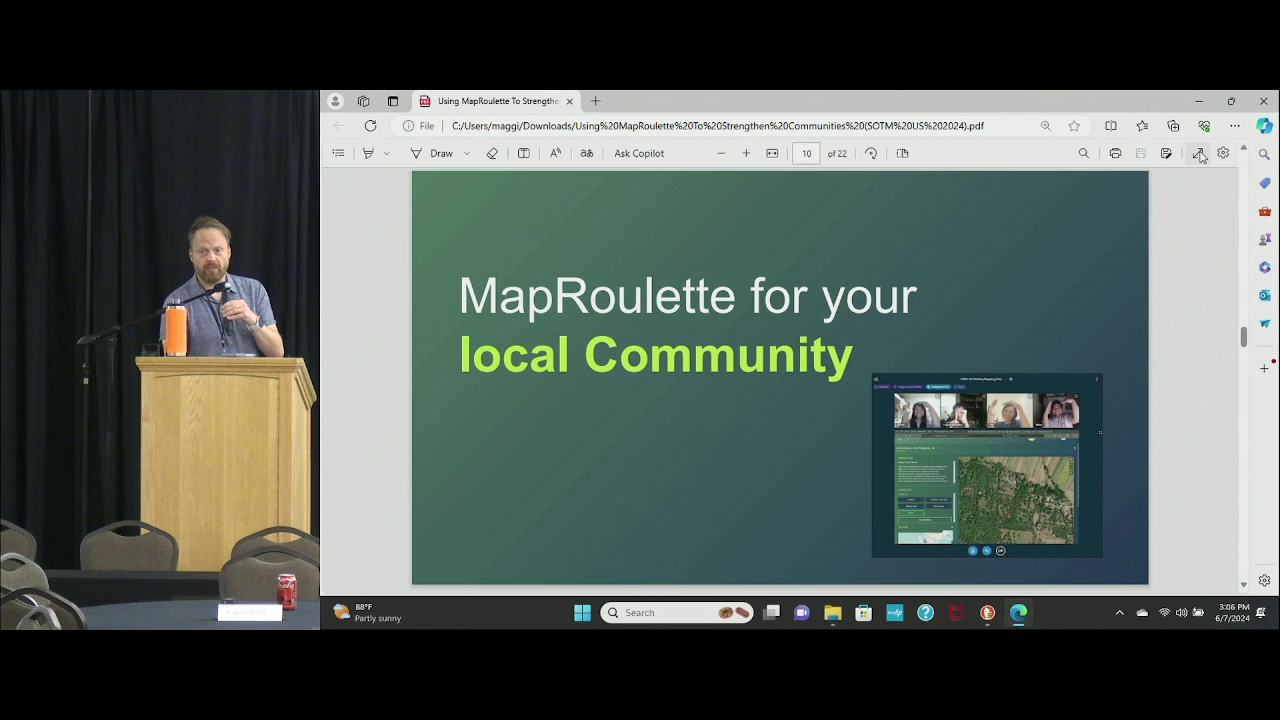 Using MapRoulette To Strengthe
File
C:/Users/maggi/Downloads/Using%20MapRoulette%20To%20Strengthen%20Communities%20(SOTM%20US%202024).pdf
Draw
Ask Copilot
10 of 22
MapRoulette for your
local Community
88°F
Partly sunny
Search
3:06 PM
6/7/2024